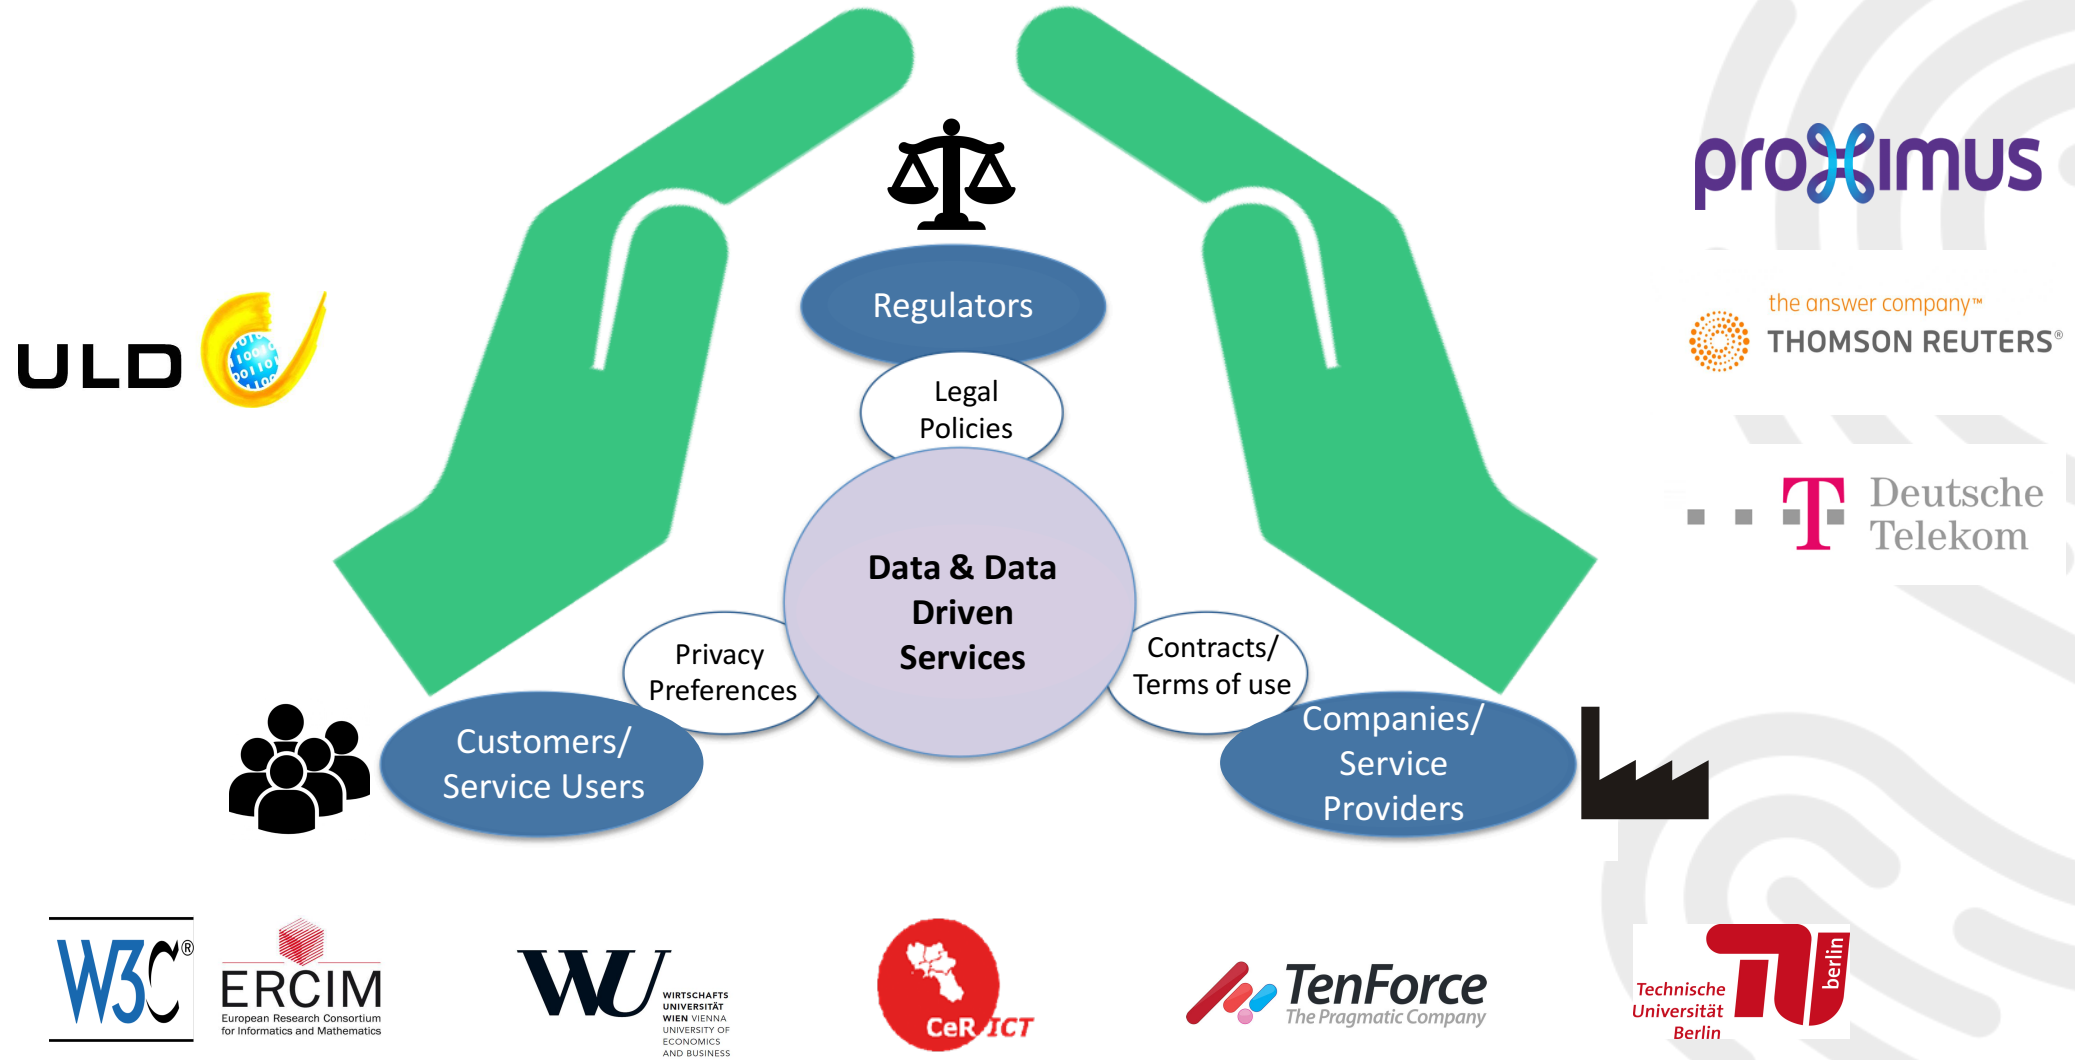 Regulators
Legal
Policies
Data & Data
Driven
Services
Privacy
Preferences
Contracts/
Terms of use
Customers/
Service Users
Companies/
Service
Providers
ULD
proximus
the answer company™
THOMSON REUTERS®
T Deutsche
Telekom
W3C®
ERCIM
European Research Consortium
for Informatics and Mathematics
WU
WIRTSCHAFTS
UNIVERSITÄT
WIEN VIENNA
UNIVERSITY OF
ECONOMICS
AND BUSINESS
CeR ICT
TenForce
The Pragmatic Company
Technische
Universität
Berlin
berlin